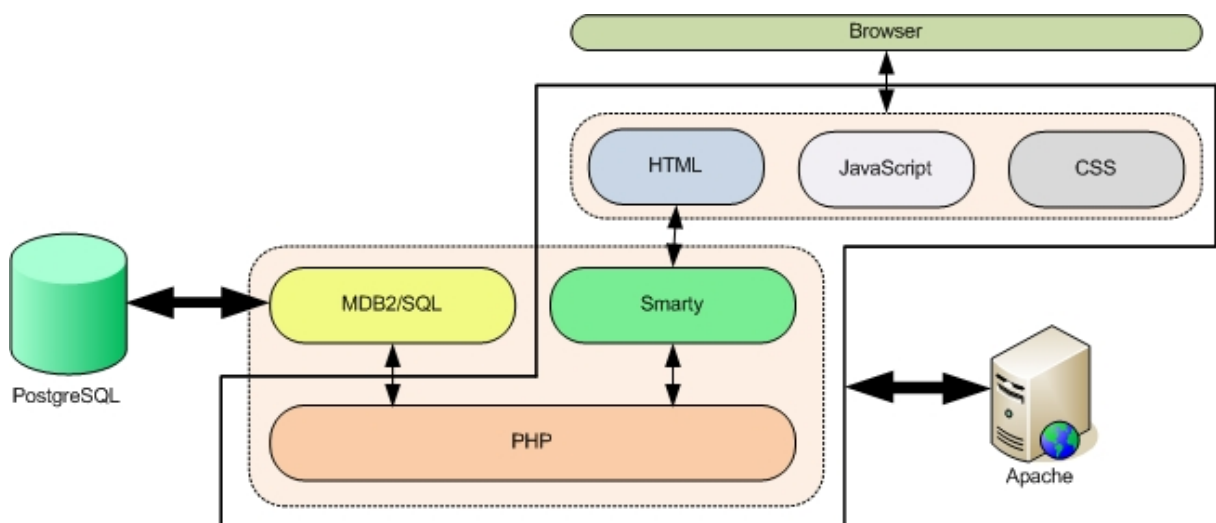 Browser
HTML
JavaScript
CSS
MDB2/SQL
Smarty
PostgreSQL
PHP
Apache